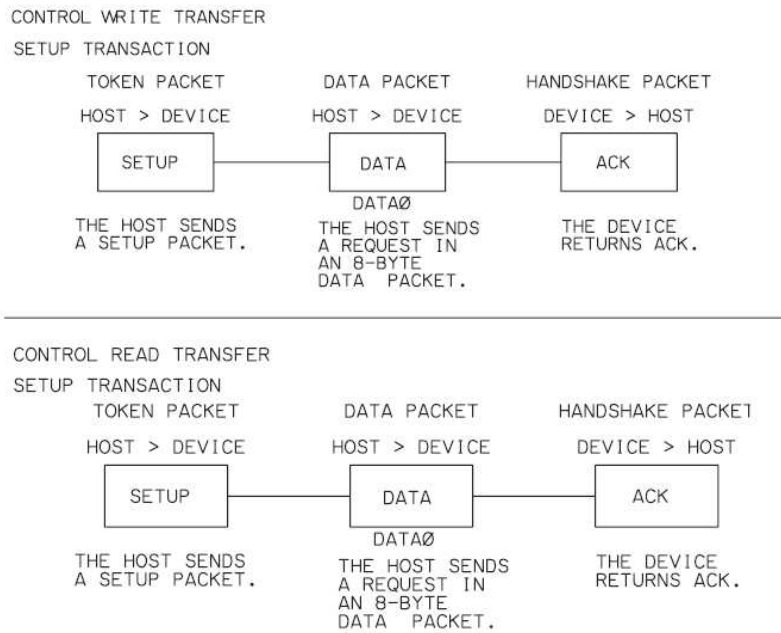 CONTROL WRITE TRANSFER
SETUP TRANSACTION
TOKEN PACKET DATA PACKET HANDSHAKE PACKET
HOST > DEVICE HOST > DEVICE DEVICE > HOST
SETUP DATA ACK
DATA0
THE HOST SENDS
A SETUP PACKET.
THE HOST SENDS
A REQUEST IN
AN 8-BYTE
DATA PACKET.
THE DEVICE
RETURNS ACK.
CONTROL READ TRANSFER
SETUP TRANSACTION
TOKEN PACKET DATA PACKET HANDSHAKE PACKET
HOST > DEVICE HOST > DEVICE DEVICE > HOST
SETUP DATA ACK
DATA0
THE HOST SENDS
A SETUP PACKET.
THE HOST SENDS
A REQUEST IN
AN 8-BYTE
DATA PACKET.
THE DEVICE
RETURNS ACK.